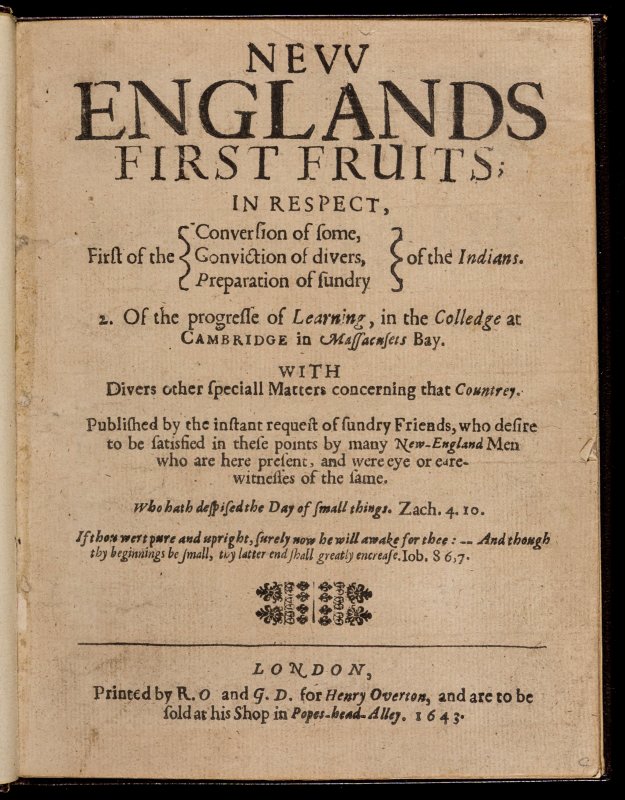 NEVV
ENGLANDS
FIRST FRUITS;
IN RESPECT,
First of the { Conversion of some, Conviction of divers, Preparation of sundry } of the Indians.
2. Of the progresse of Learning, in the Colledge at
CAMBRIDGE in Massacusets Bay.
WITH
Divers other speciall Matters concerning that Countrey.
Published by the instant request of sundry Friends, who desire
to be satisfied in these points by many New-England Men
who are here present, and were eye or eare-
witnesses of the same.
Who hath despised the Day of small things. Zach. 4. 10.
If thou wert pure and upright, surely now he will awake for thee: -- And though
thy beginnings be small, thy latter end shall greatly encrease. Iob. 8 6,7.
LONDON,
Printed by R. O and G. D. for Henry Overton, and are to be
sold at his Shop in Popes-head-Alley. 1643.